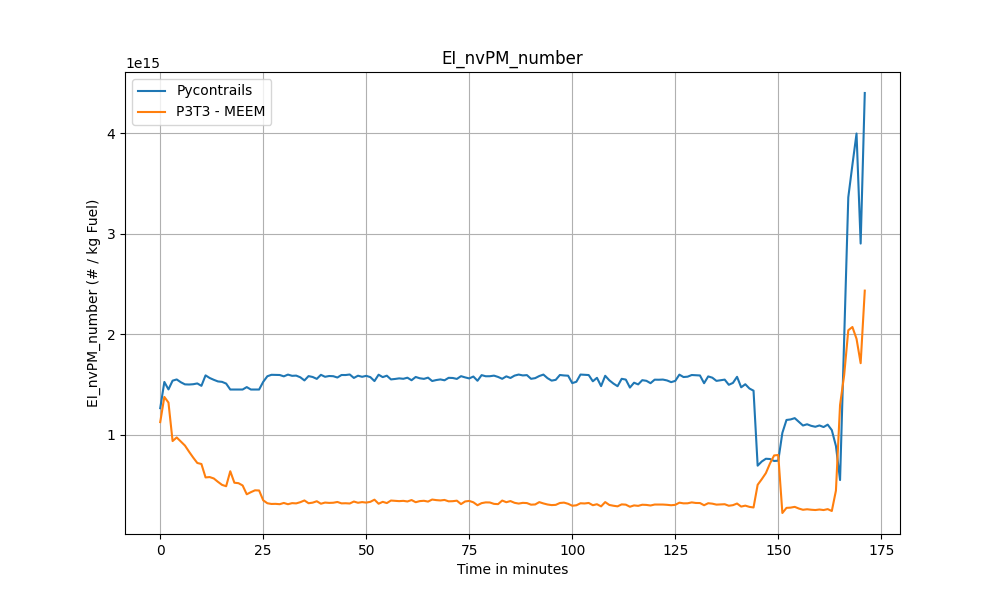 EI_nvPM_number
1e15
Pycontrails
P3T3 - MEEM
EI_nvPM_number (# / kg Fuel)
4
3
2
1
0 25 50 75 100 125 150 175
Time in minutes